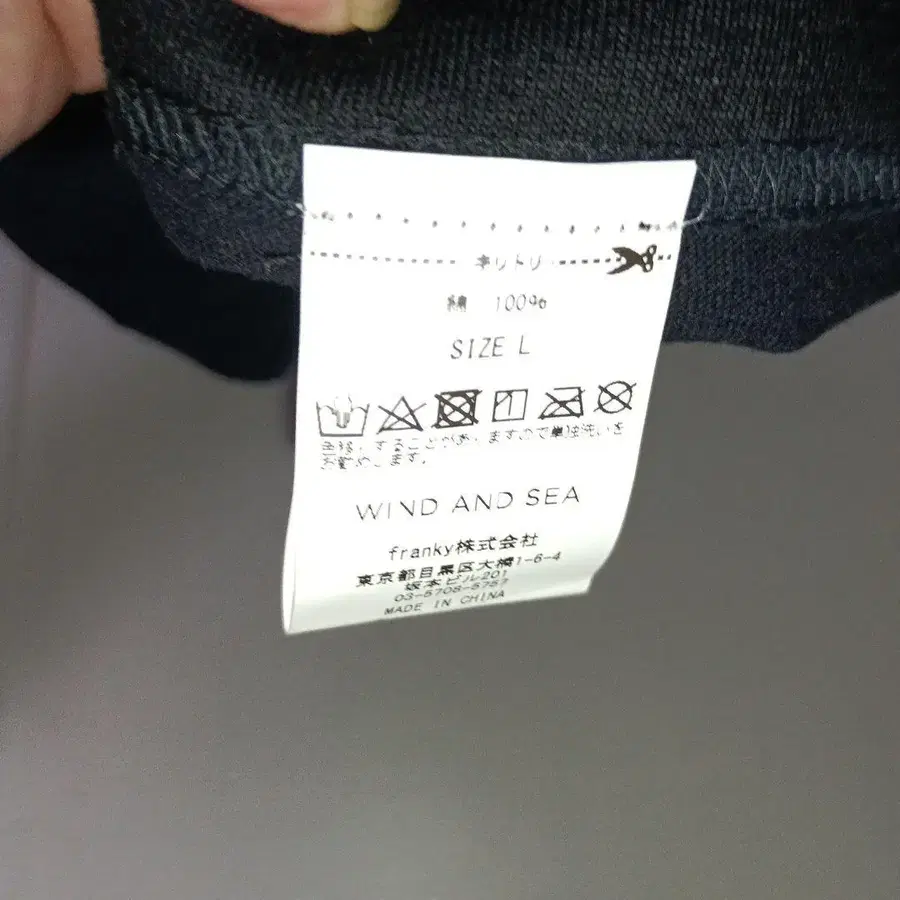 キリトリ
綿 100%
SIZE L
色移りすることがありますので単独洗いを
お勧めします。
WIND AND SEA
franky株式会社
東京都目黒区大橋1-6-4
坂本ビル201
03-5708-5757
MADE IN CHINA